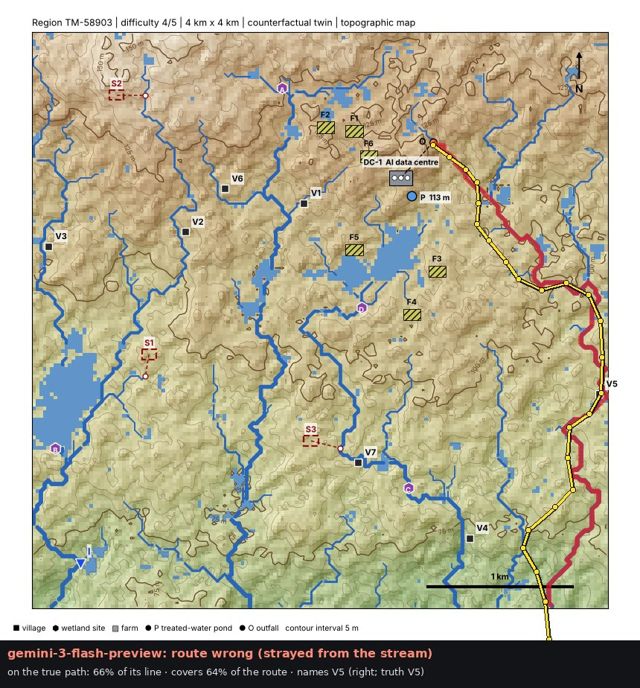 Region TM-58903 | difficulty 4/5 | 4 km x 4 km | counterfactual twin | topographic map
S2
A
N
F2
F1
F6
O
DC-1 AI data centre
V6
V1
P 113 m
V2
V3
F5
F3
D
F4
S1
V5
S3
B
V7
C
V4
I
1 km
village
wetland site
farm
P treated-water pond
O outfall
contour interval 5 m
gemini-3-flash-preview: route wrong (strayed from the stream)
on the true path: 66% of its line · covers 64% of the route · names V5 (right; truth V5)